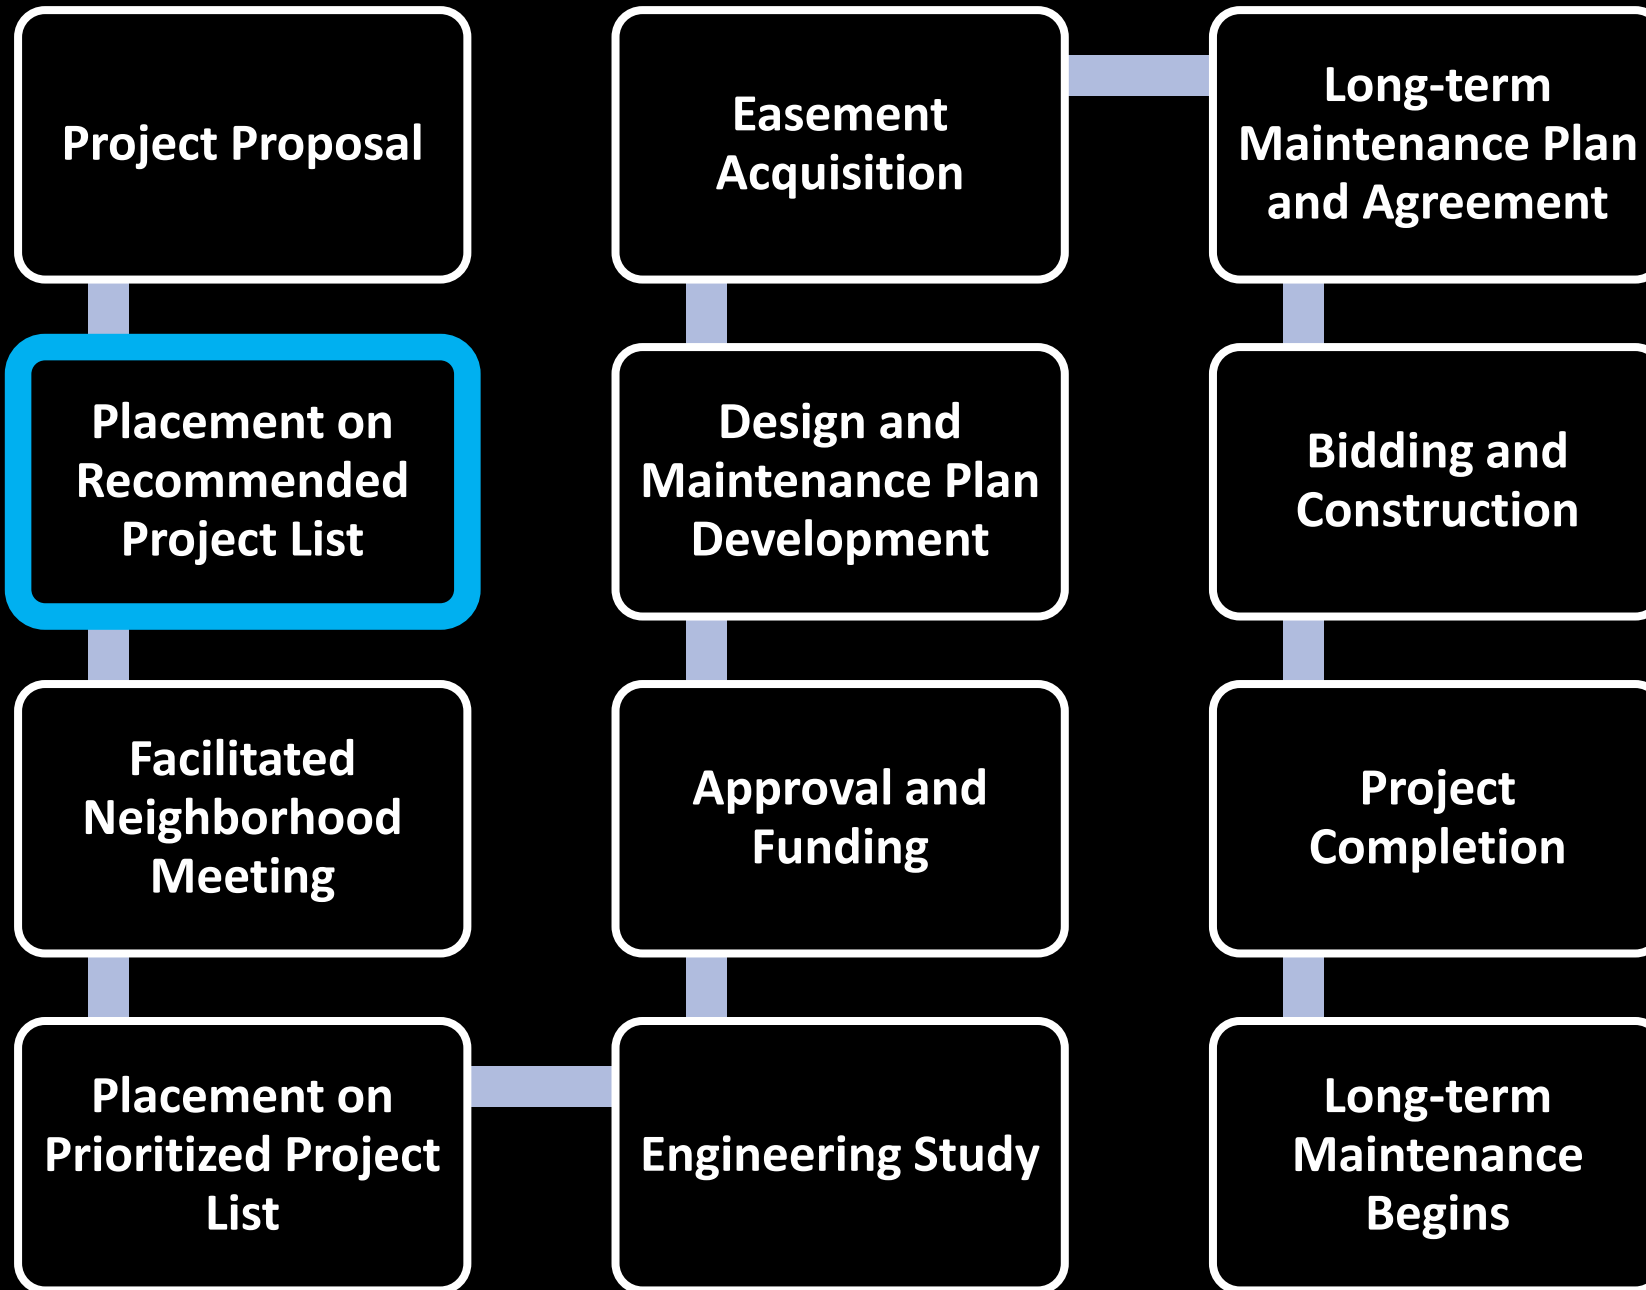 Project Proposal
Placement on
Recommended
Project List
Facilitated
Neighborhood
Meeting
Placement on
Prioritized Project
List
Engineering Study
Approval and
Funding
Design and
Maintenance Plan
Development
Easement
Acquisition
Long-term
Maintenance Plan
and Agreement
Bidding and
Construction
Project
Completion
Long-term
Maintenance
Begins